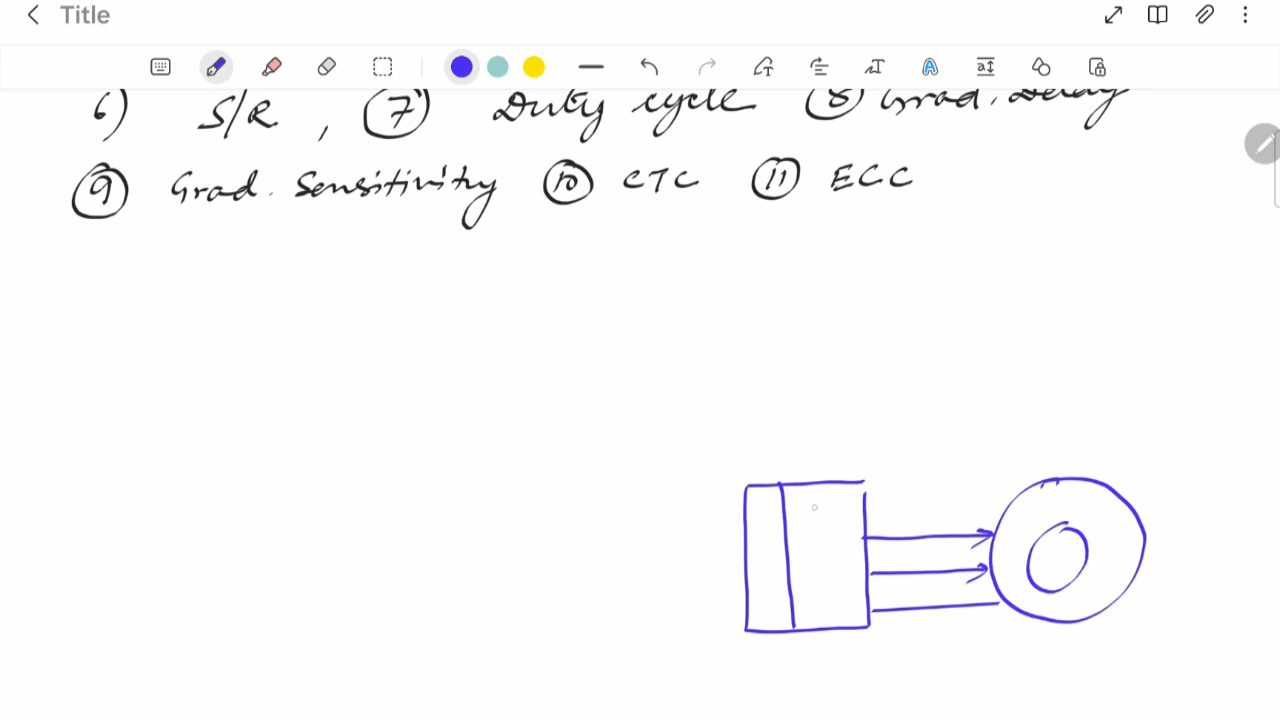 Title
6) S/R , ⑦ Duty cycle ⑧ Grad. Delay
⑨ Grad. Sensitivity ⑩ CTC ⑪ ECC